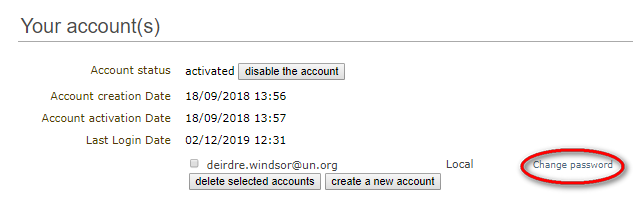 Your account(s)
Account status activated disable the account
Account creation Date 18/09/2018 13:56
Account activation Date 18/09/2018 13:57
Last Login Date 02/12/2019 12:31
deirdre.windsor@un.org Local Change password
delete selected accounts create a new account